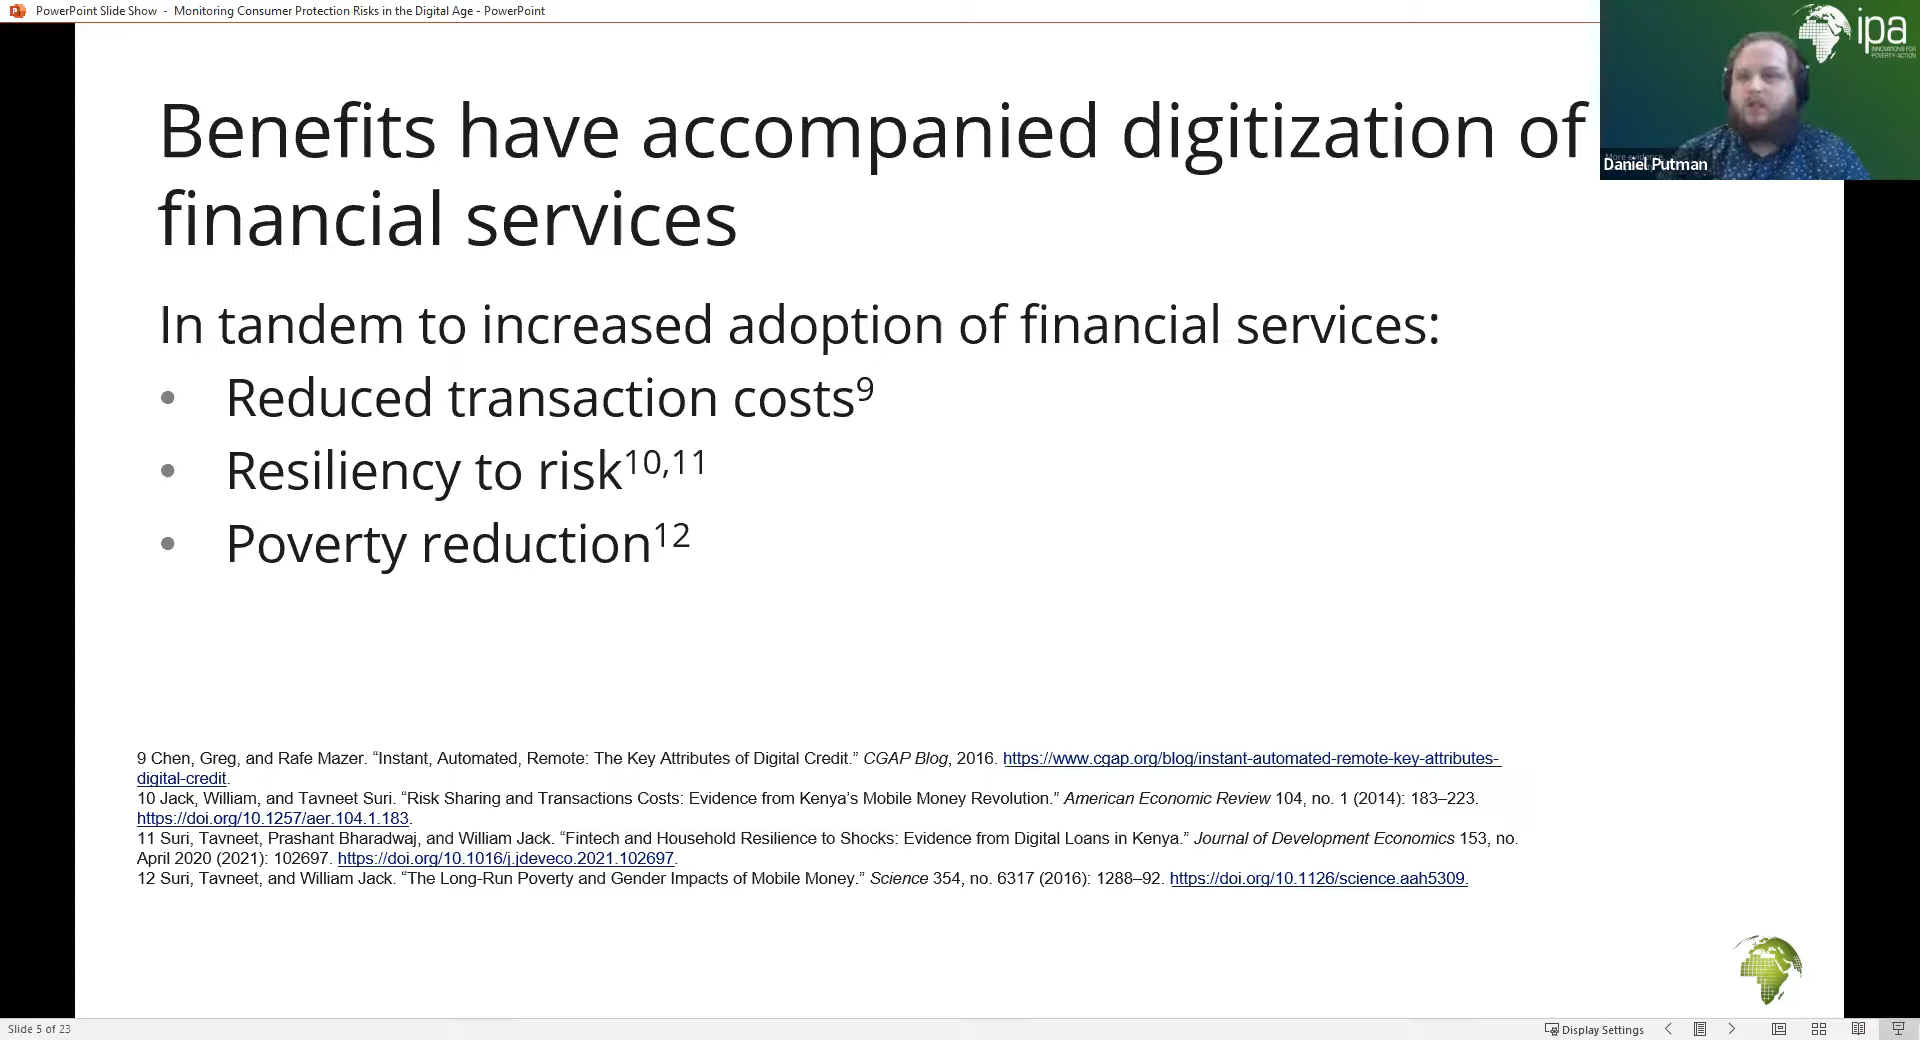 PowerPoint Slide Show - Monitoring Consumer Protection Risks in the Digital Age - PowerPoint
ipa
INNOVATIONS FOR
POVERTY ACTION
More evidence
Daniel Putman
Benefits have accompanied digitization of
financial services
In tandem to increased adoption of financial services:
• Reduced transaction costs⁹
• Resiliency to risk¹⁰,¹¹
• Poverty reduction¹²
9 Chen, Greg, and Rafe Mazer. “Instant, Automated, Remote: The Key Attributes of Digital Credit.” CGAP Blog, 2016. https://www.cgap.org/blog/instant-automated-remote-key-attributes-
digital-credit.
10 Jack, William, and Tavneet Suri. “Risk Sharing and Transactions Costs: Evidence from Kenya’s Mobile Money Revolution.” American Economic Review 104, no. 1 (2014): 183–223.
https://doi.org/10.1257/aer.104.1.183.
11 Suri, Tavneet, Prashant Bharadwaj, and William Jack. “Fintech and Household Resilience to Shocks: Evidence from Digital Loans in Kenya.” Journal of Development Economics 153, no.
April 2020 (2021): 102697. https://doi.org/10.1016/j.jdeveco.2021.102697.
12 Suri, Tavneet, and William Jack. “The Long-Run Poverty and Gender Impacts of Mobile Money.” Science 354, no. 6317 (2016): 1288–92. https://doi.org/10.1126/science.aah5309.
Slide 5 of 23
Display Settings